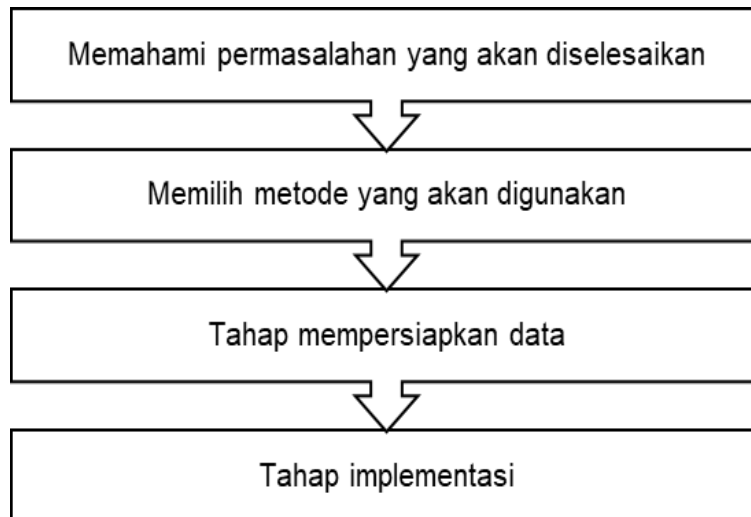 Memahami permasalahan yang akan diselesaikan
Memilih metode yang akan digunakan
Tahap mempersiapkan data
Tahap implementasi